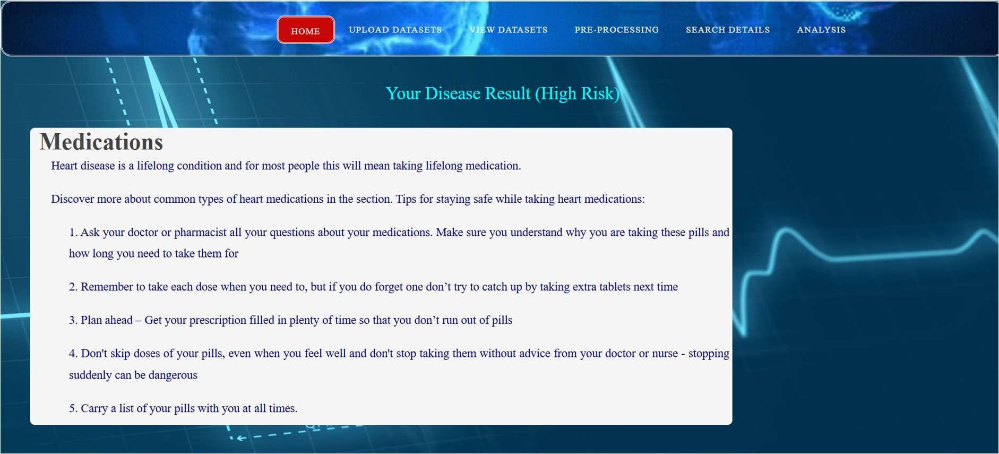 HOME UPLOAD DATASETS VIEW DATASETS PRE-PROCESSING SEARCH DETAILS ANALYSIS
Your Disease Result (High Risk)
Medications
Heart disease is a lifelong condition and for most people this will mean taking lifelong medication.
Discover more about common types of heart medications in the section. Tips for staying safe while taking heart medications:
1. Ask your doctor or pharmacist all your questions about your medications. Make sure you understand why you are taking these pills and
how long you need to take them for
2. Remember to take each dose when you need to, but if you do forget one don’t try to catch up by taking extra tablets next time
3. Plan ahead – Get your prescription filled in plenty of time so that you don’t run out of pills
4. Don't skip doses of your pills, even when you feel well and don't stop taking them without advice from your doctor or nurse - stopping
suddenly can be dangerous
5. Carry a list of your pills with you at all times.